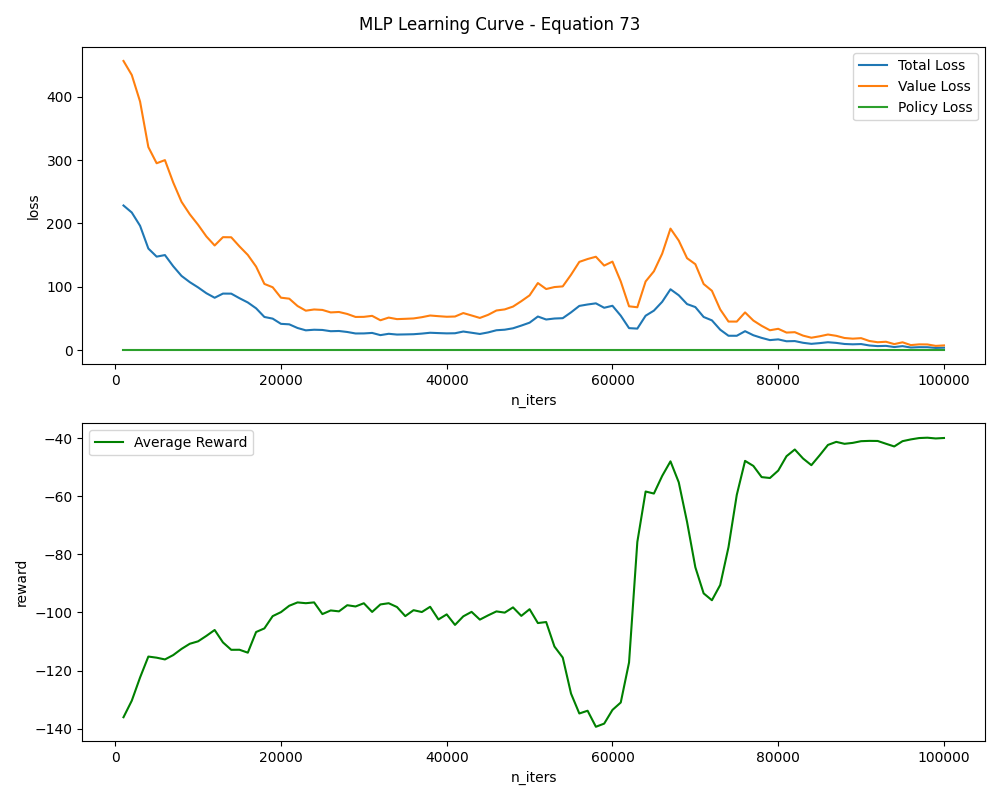 MLP Learning Curve - Equation 73
Total Loss
Value Loss
Policy Loss
400
300
200
100
0
loss
0 20000 40000 60000 80000 100000
n_iters
Average Reward
−40
−60
−80
−100
−120
−140
reward
0 20000 40000 60000 80000 100000
n_iters